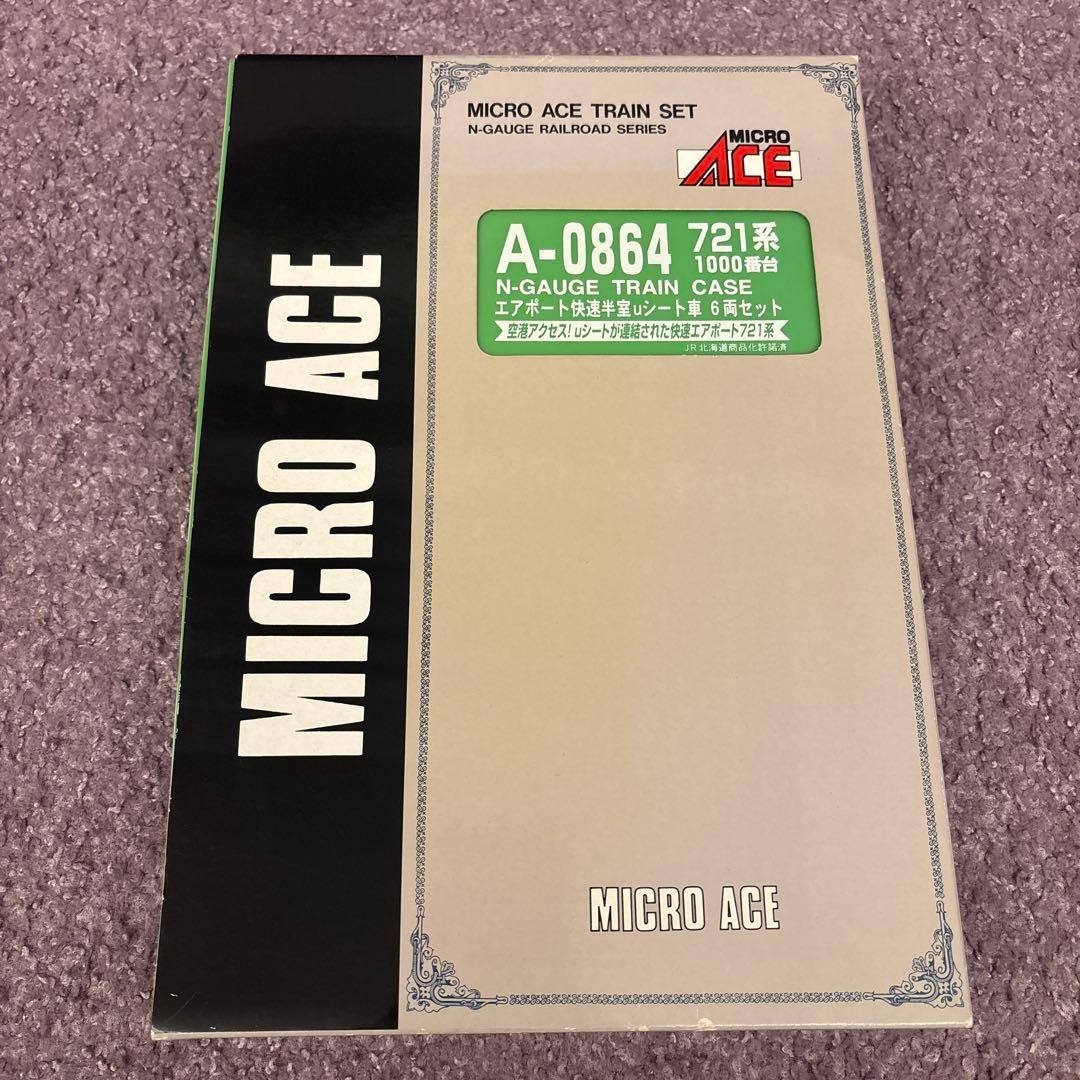 MICRO ACE
MICRO ACE TRAIN SET
N-GAUGE RAILROAD SERIES
MICRO
ACE
A-0864 721系
1000番台
N-GAUGE TRAIN CASE
エアポート快速半室uシート車 6両セット
空港アクセス!uシートが連結された快速エアポート721系
JR北海道商品化許諾済
MICRO ACE